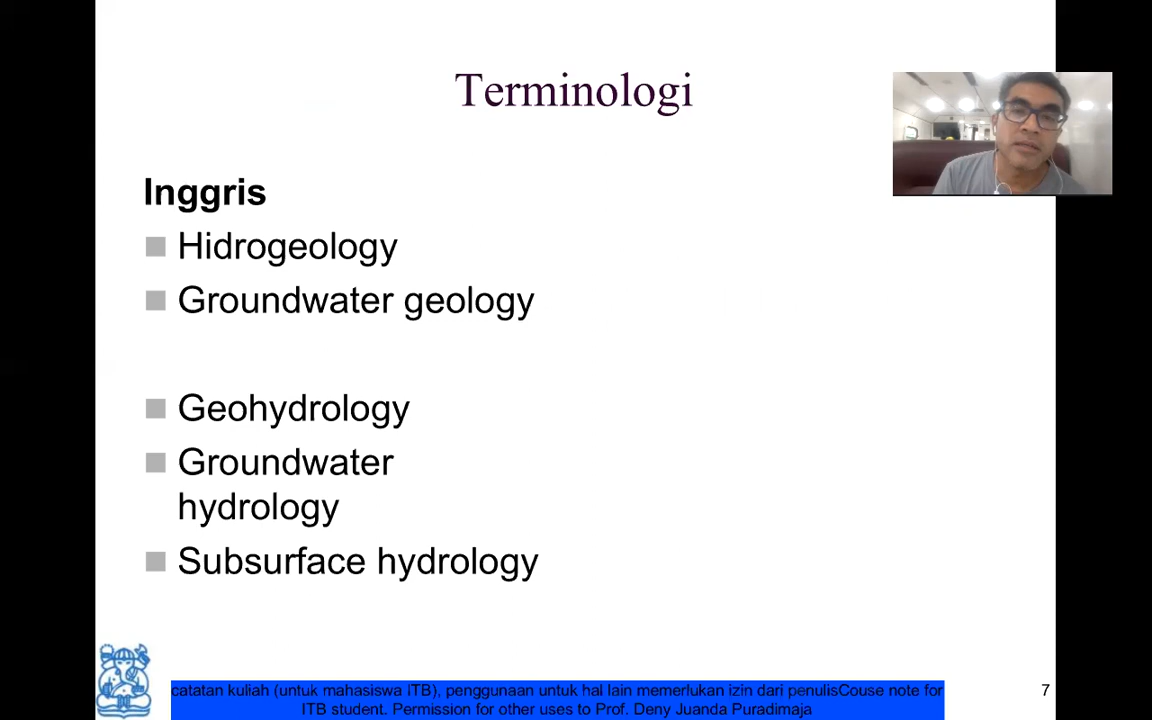 Terminologi
Inggris
Hidrogeology
Groundwater geology
Geohydrology
Groundwater
hydrology
Subsurface hydrology
catatan kuliah (untuk mahasiswa ITB), penggunaan untuk hal lain memerlukan izin dari penulisCouse note for
ITB student. Permission for other uses to Prof. Deny Juanda Puradimaja
7